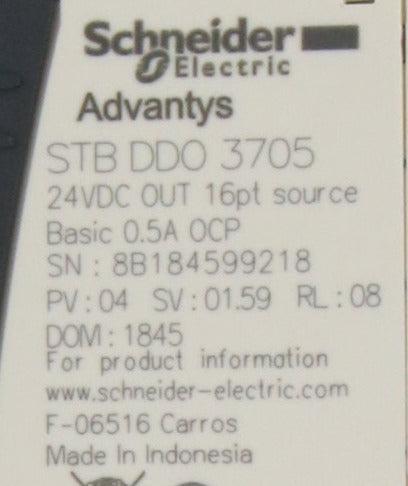 Schneider
Electric
Advantys
STB DDO 3705
24VDC OUT 16pt source
Basic 0.5A OCP
SN : 8B184599218
PV : 04 SV : 01.59 RL : 08
DOM : 1845
For product information
www.schneider-electric.com
F-06516 Carros
Made In Indonesia